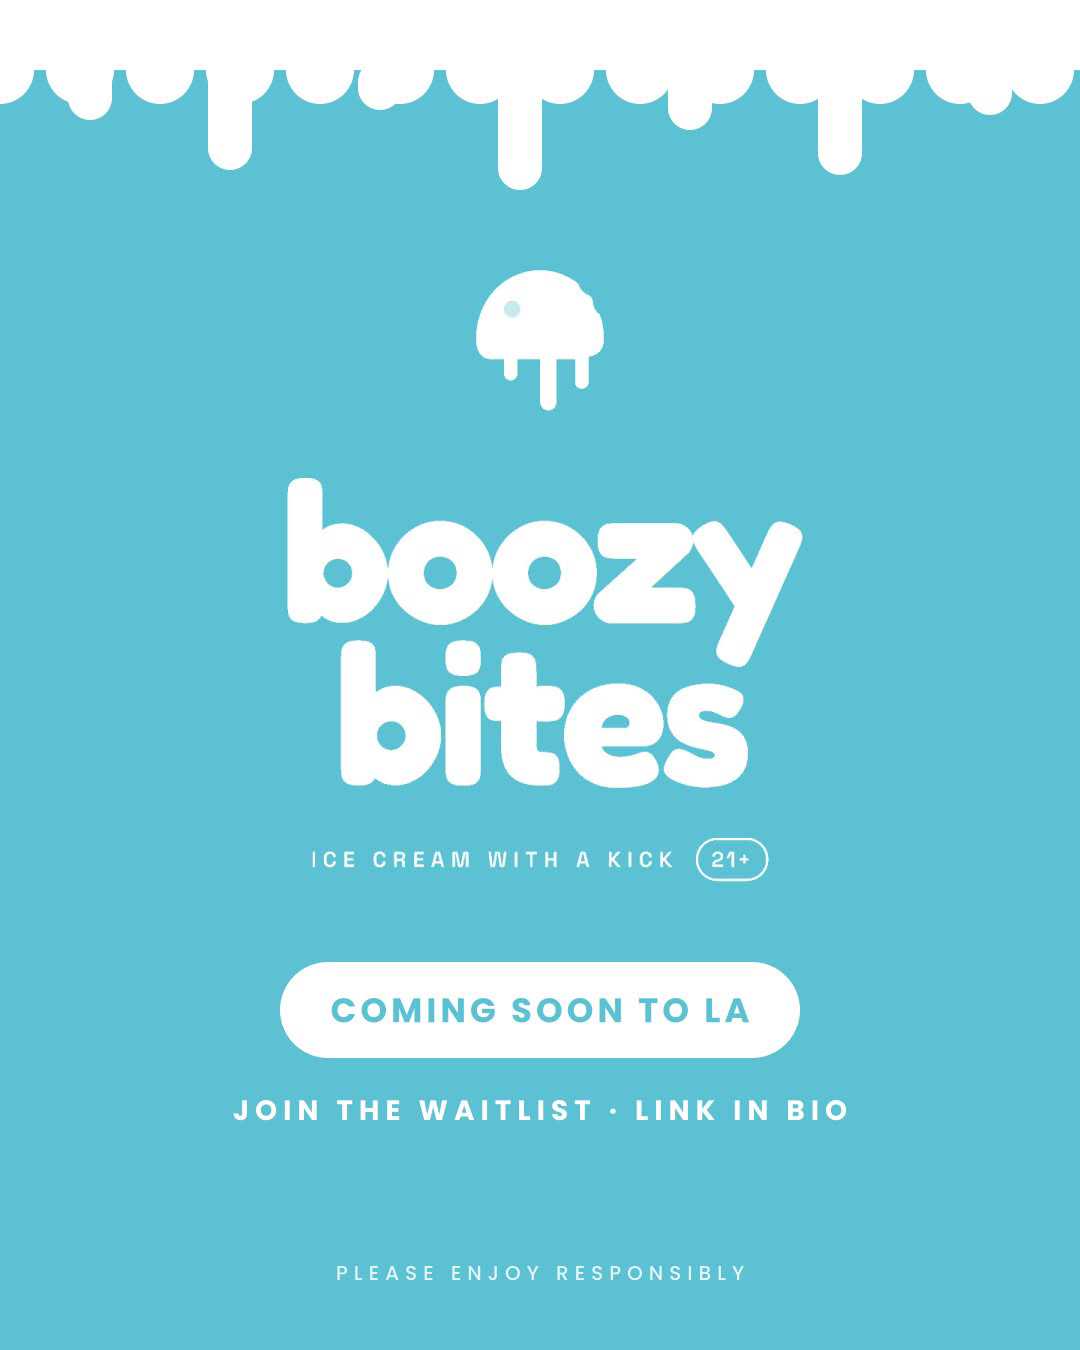 boozy
bites
ICE CREAM WITH A KICK 21+
COMING SOON TO LA
JOIN THE WAITLIST · LINK IN BIO
PLEASE ENJOY RESPONSIBLY